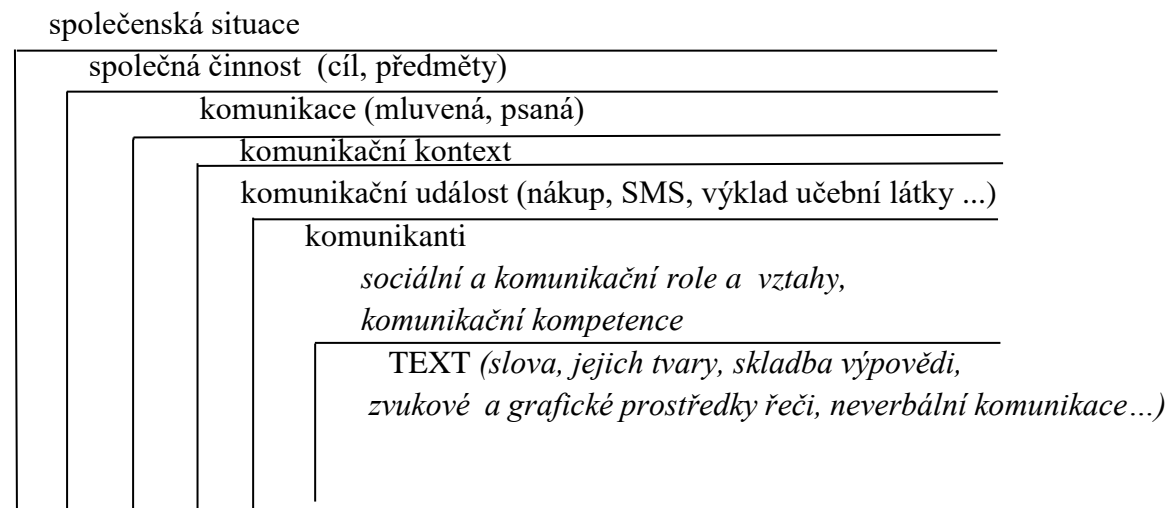 společenská situace
společná činnost (cíl, předměty)
komunikace (mluvená, psaná)
komunikační kontext
komunikační událost (nákup, SMS, výklad učební látky ...)
komunikanti
sociální a komunikační role a vztahy,
komunikační kompetence
TEXT (slova, jejich tvary, skladba výpovědi,
zvukové a grafické prostředky řeči, neverbální komunikace…)